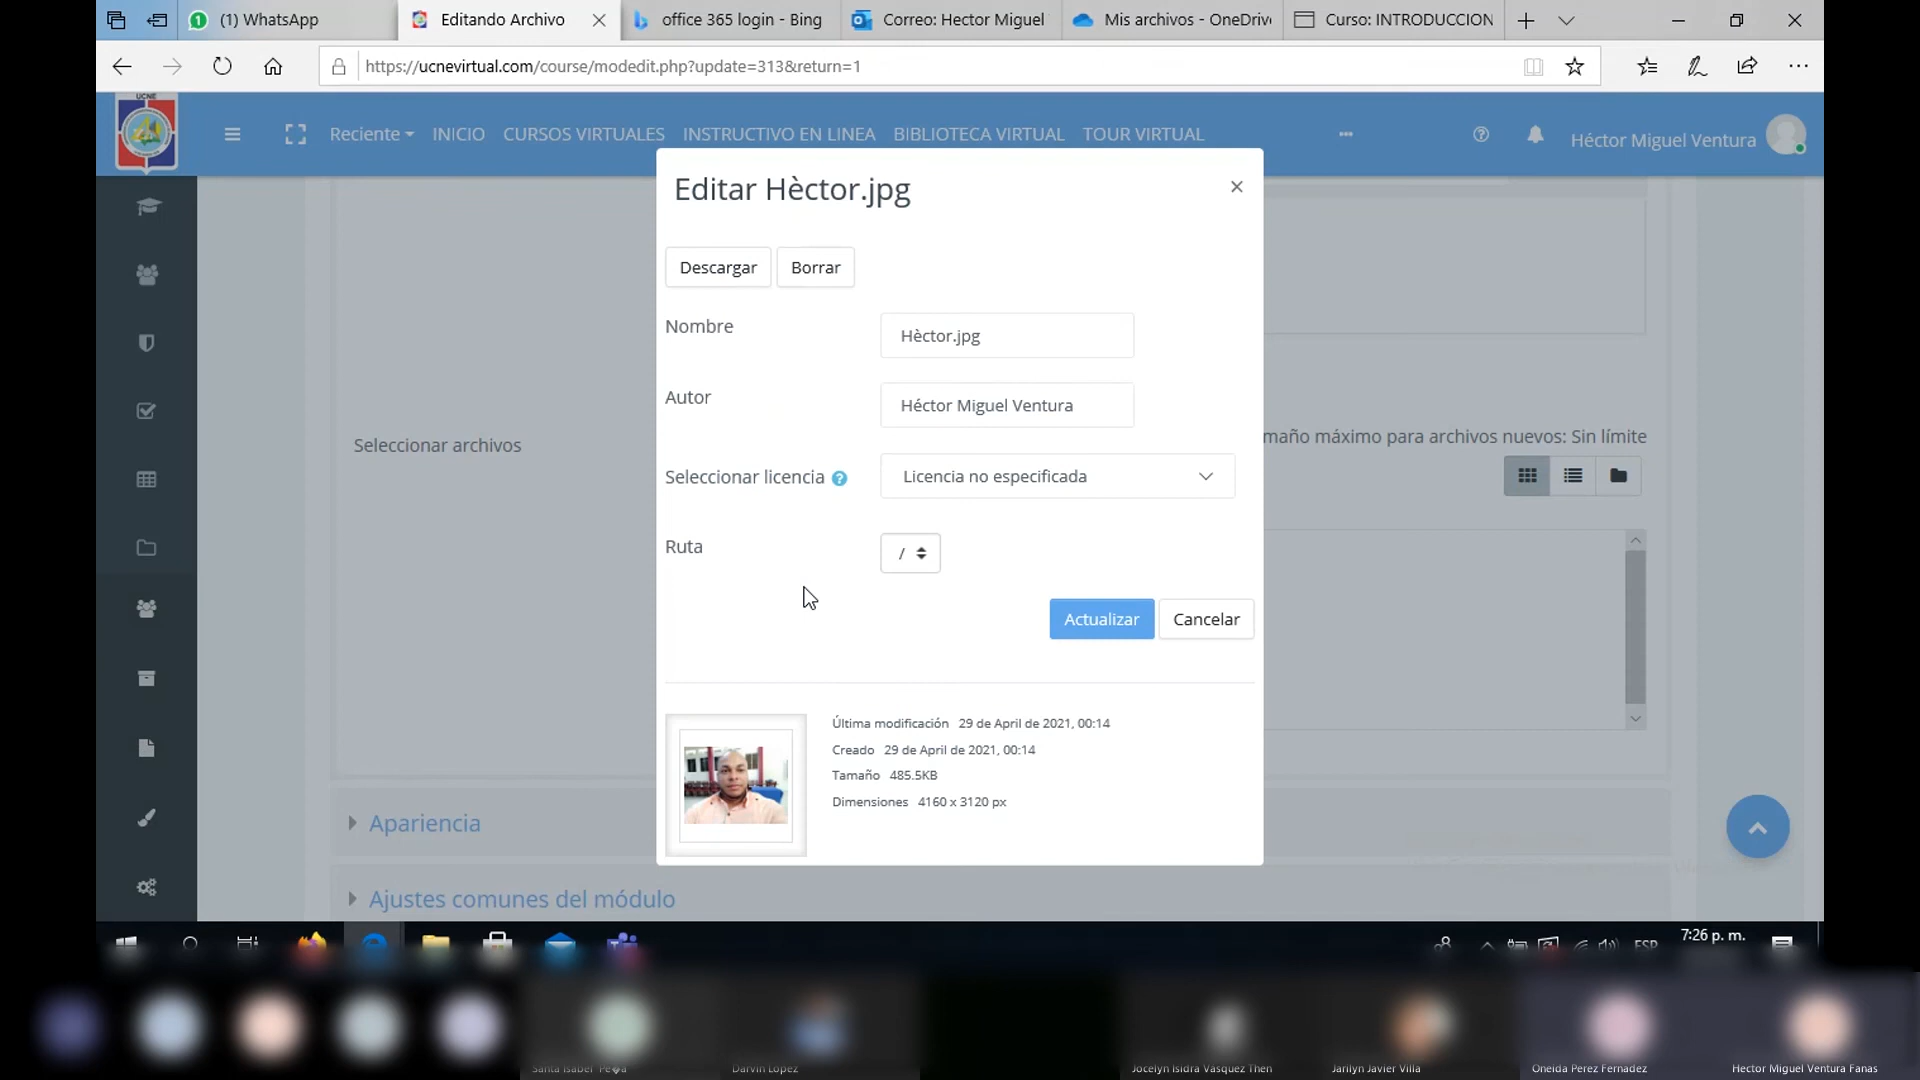 (1) WhatsApp
Editando Archivo
office 365 login - Bing
Correo: Hector Miguel
Mis archivos - OneDriv
Curso: INTRODUCCION
https://ucnevirtual.com/course/modedit.php?update=313&return=1
UCNE
Reciente
INICIO
CURSOS VIRTUALES
INSTRUCTIVO EN LINEA
BIBLIOTECA VIRTUAL
TOUR VIRTUAL
Héctor Miguel Ventura
Editar Hèctor.jpg
Descargar
Borrar
Nombre
Hèctor.jpg
Autor
Héctor Miguel Ventura
Seleccionar archivos
maño máximo para archivos nuevos: Sin límite
Seleccionar licencia
Licencia no especificada
Ruta
/
Actualizar
Cancelar
Última modificación 29 de April de 2021, 00:14
Creado 29 de April de 2021, 00:14
Tamaño 485.5KB
Dimensiones 4160 x 3120 px
Apariencia
Ajustes comunes del módulo
ESP
7:26 p. m.
Santa Isabel
Darvin Lopez
Jocelyn Isidra Vasquez Then
Jarilyn Javier Villa
Oneida Perez Fernadez
Hector Miguel Ventura Fanas